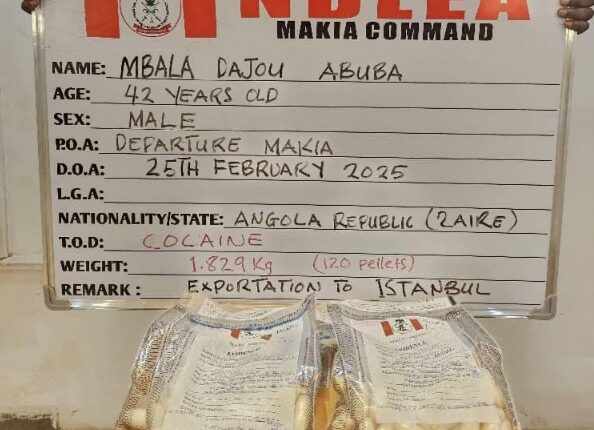 NDLEA
MAKIA COMMAND
NAME: MBALA DAJOU ABUBA
AGE: 42 YEARS OLD
SEX: MALE
P.O.A: DEPARTURE MAKIA
D.O.A: 25TH FEBRUARY 2025
L.G.A:
NATIONALITY/STATE: ANGOLA REPUBLIC (ZAIRE)
T.O.D: COCAINE
WEIGHT: 1.829 Kg (120 pellets)
REMARK: EXPORTATION TO ISTANBUL
EVIDENCE
EVIDENCE